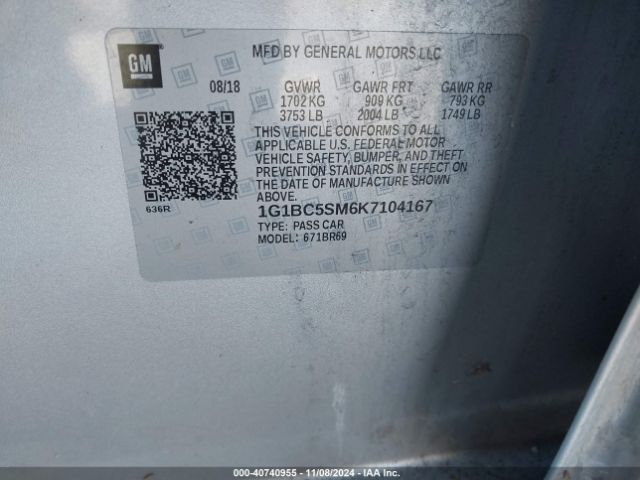 GM
MFD BY GENERAL MOTORS LLC
08/18 GVWR GAWR FRT GAWR RR
1702 KG 909 KG 793 KG
3753 LB 2004 LB 1749 LB
THIS VEHICLE CONFORMS TO ALL
APPLICABLE U.S. FEDERAL MOTOR
VEHICLE SAFETY, BUMPER, AND THEFT
PREVENTION STANDARDS IN EFFECT ON
THE DATE OF MANUFACTURE SHOWN
ABOVE.
636R
1G1BC5SM6K7104167
TYPE: PASS CAR
MODEL: 671BR69
000-40740955 - 11/08/2024 - IAA Inc.